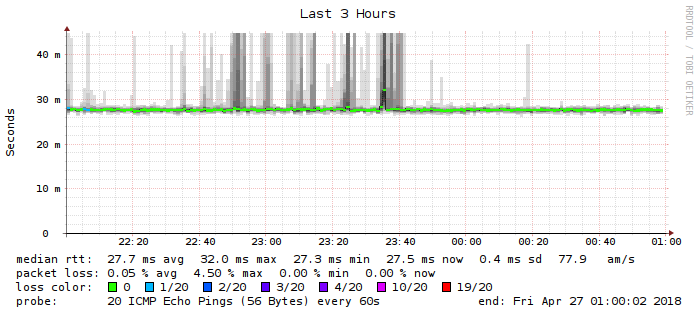 Last 3 Hours
RRDTOOL / TOBI OETIKER
Seconds
40 m
30 m
20 m
10 m
0
22:20 22:40 23:00 23:20 23:40 00:00 00:20 00:40 01:00
median rtt: 27.7 ms avg 32.0 ms max 27.3 ms min 27.5 ms now 0.4 ms sd 77.9 am/s
packet loss: 0.05 % avg 4.50 % max 0.00 % min 0.00 % now
loss color: 0 1/20 2/20 3/20 4/20 10/20 19/20
probe: 20 ICMP Echo Pings (56 Bytes) every 60s end: Fri Apr 27 01:00:02 2018